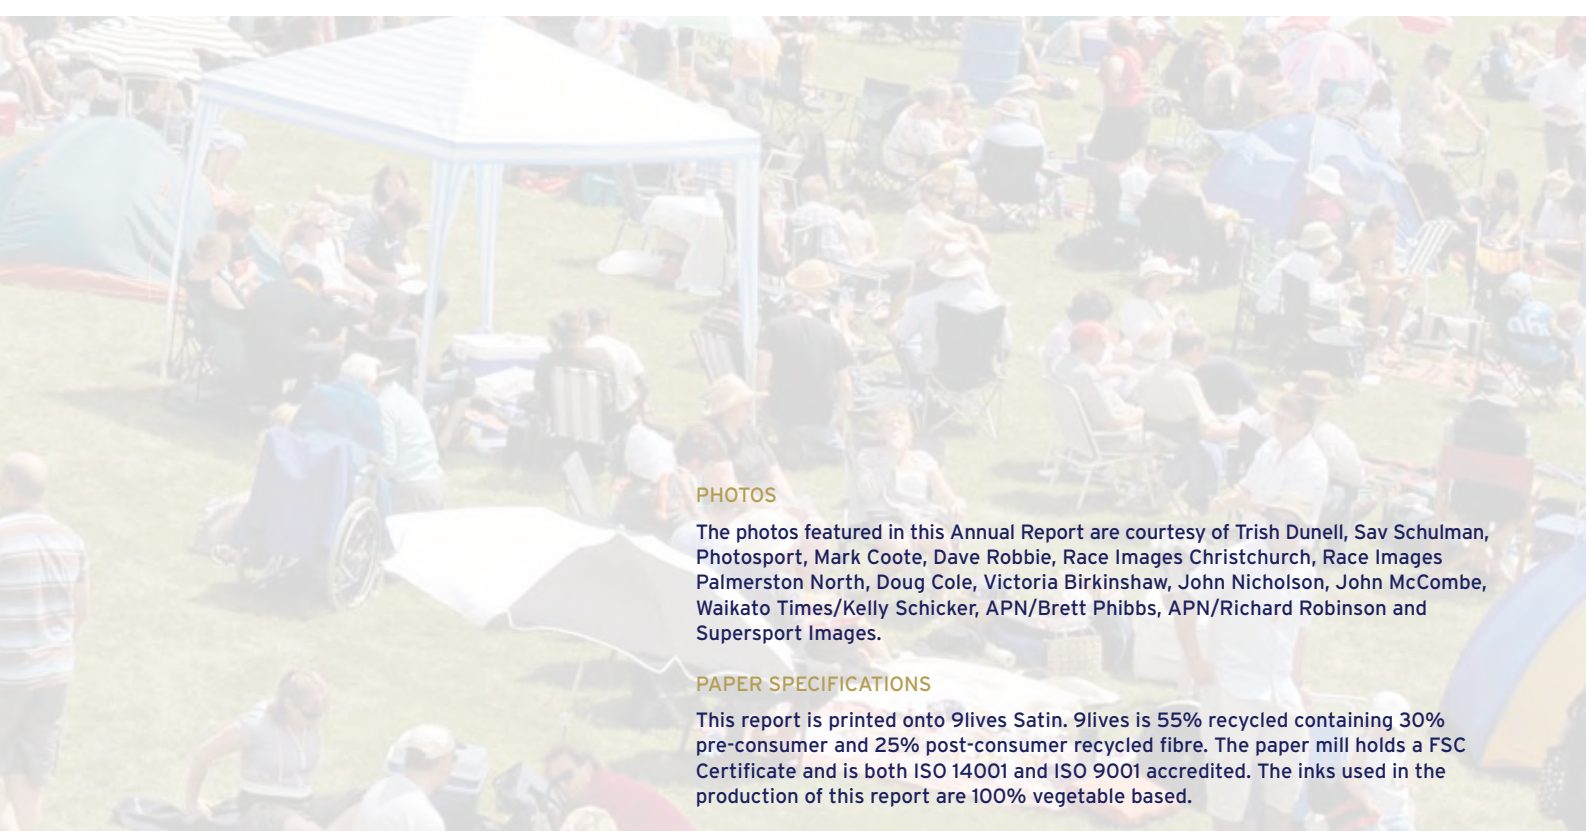 PHOTOS
The photos featured in this Annual Report are courtesy of Trish Dunell, Sav Schulman,
Photosport, Mark Coote, Dave Robbie, Race Images Christchurch, Race Images
Palmerston North, Doug Cole, Victoria Birkinshaw, John Nicholson, John McCombe,
Waikato Times/Kelly Schicker, APN/Brett Phibbs, APN/Richard Robinson and
Supersport Images.
PAPER SPECIFICATIONS
This report is printed onto 9lives Satin. 9lives is 55% recycled containing 30%
pre-consumer and 25% post-consumer recycled fibre. The paper mill holds a FSC
Certificate and is both ISO 14001 and ISO 9001 accredited. The inks used in the
production of this report are 100% vegetable based.